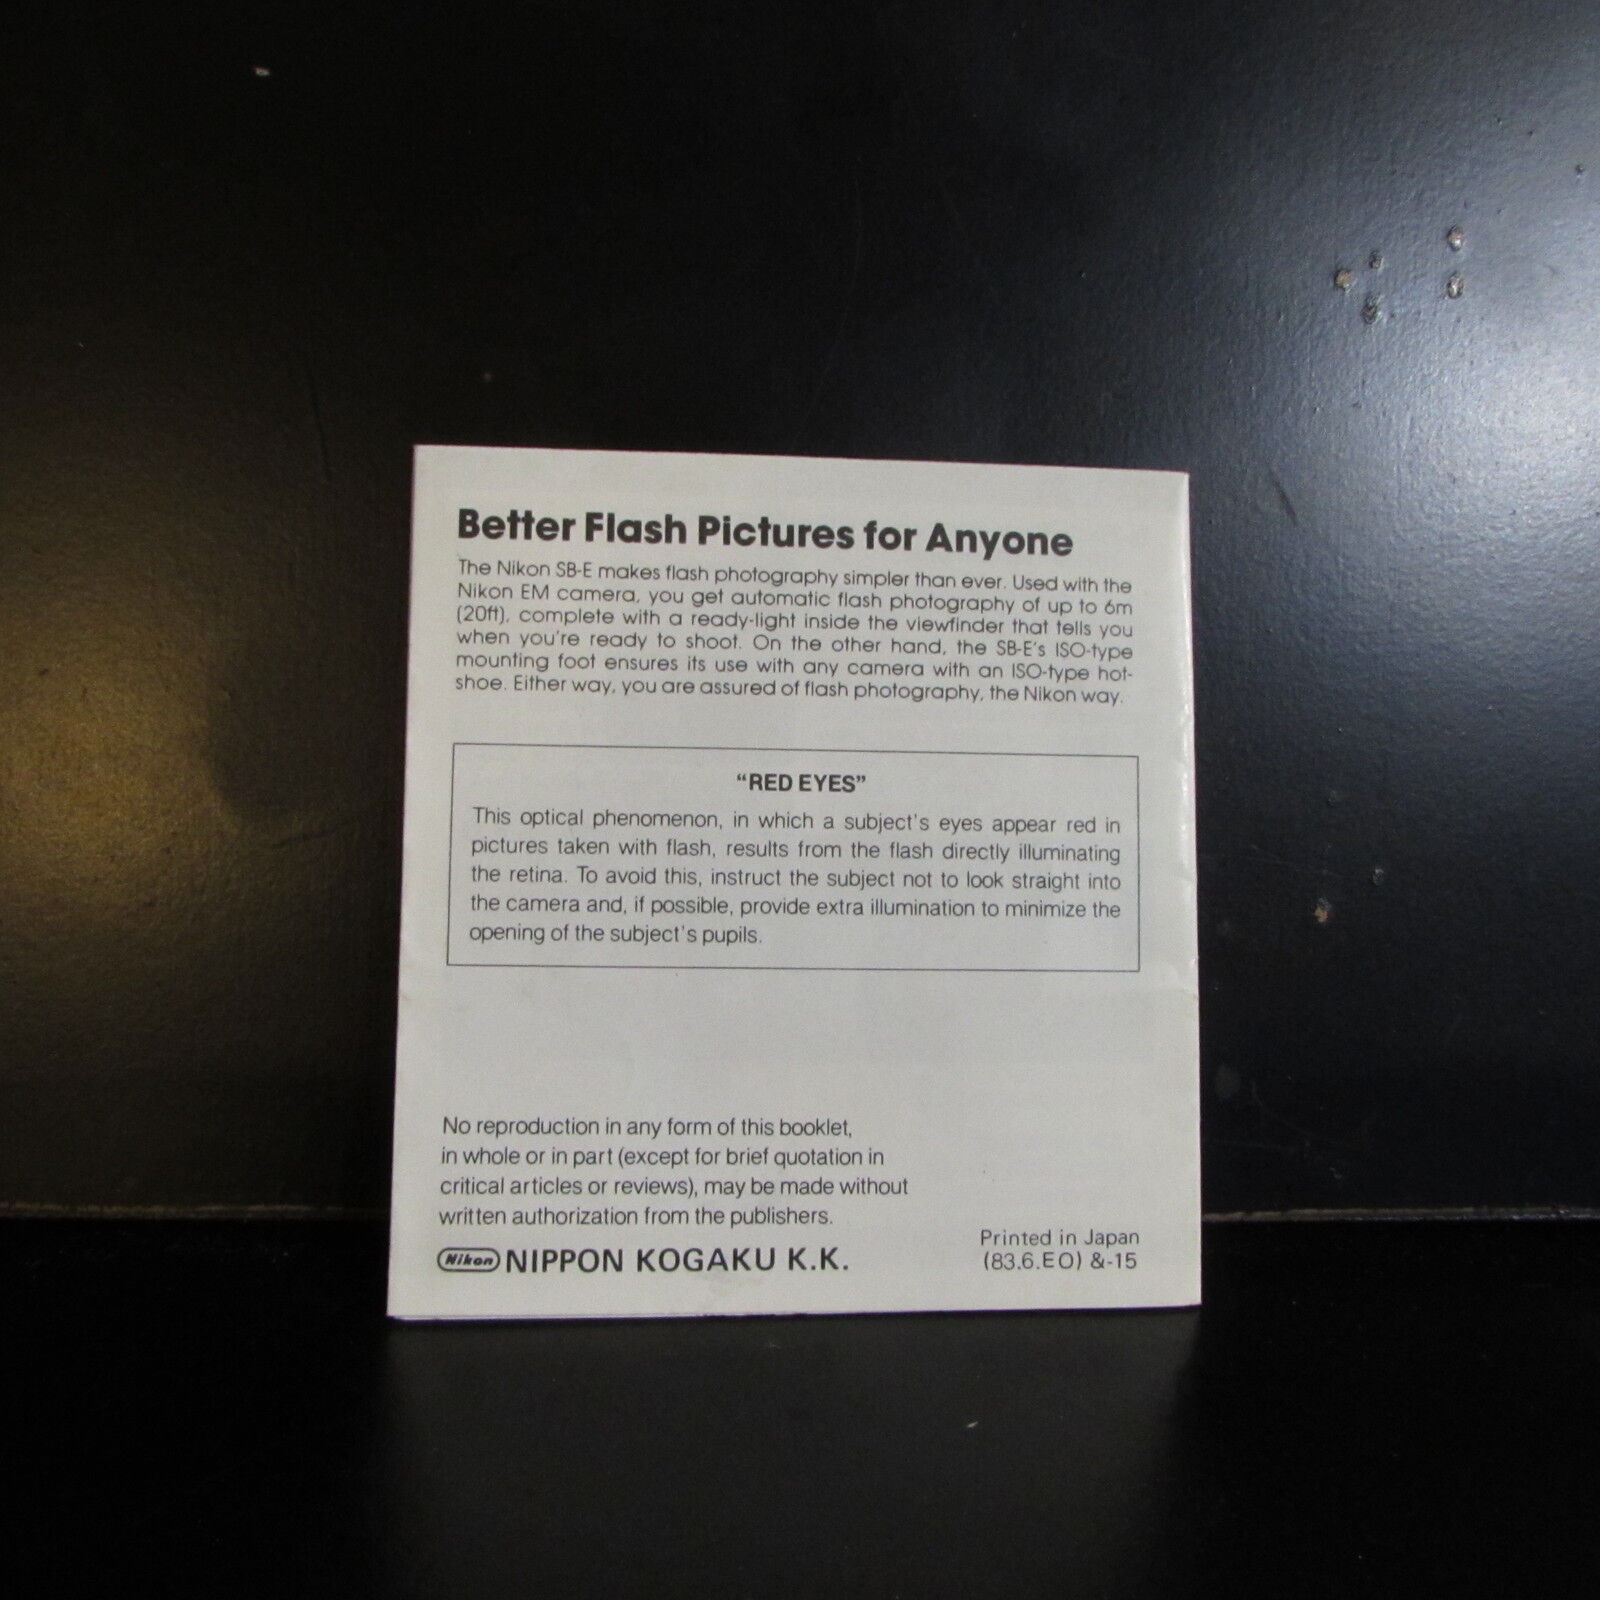 Better Flash Pictures for Anyone
The Nikon SB-E makes flash photography simpler than ever. Used with the
Nikon EM camera, you get automatic flash photography of up to 6m
(20ft), complete with a ready-light inside the viewfinder that tells you
when you're ready to shoot. On the other hand, the SB-E's ISO-type
mounting foot ensures its use with any camera with an ISO-type hot-
shoe. Either way, you are assured of flash photography, the Nikon way.
“RED EYES”
This optical phenomenon, in which a subject's eyes appear red in
pictures taken with flash, results from the flash directly illuminating
the retina. To avoid this, instruct the subject not to look straight into
the camera and, if possible, provide extra illumination to minimize the
opening of the subject's pupils.
No reproduction in any form of this booklet,
in whole or in part (except for brief quotation in
critical articles or reviews), may be made without
written authorization from the publishers.
Nikon NIPPON KOGAKU K.K.
Printed in Japan
(83.6.EO) &-15